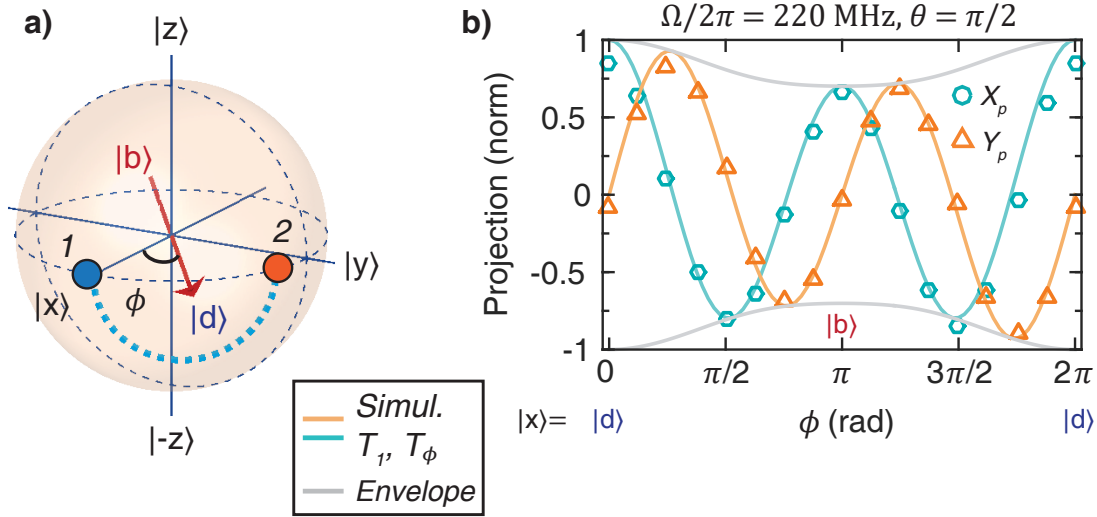 a)
|z⟩
|b⟩
1
2
|y⟩
|x⟩
ϕ
|d⟩
|-z⟩
Simul.
T₁, T_ϕ
Envelope
b)
Ω/2π = 220 MHz, θ = π/2
Projection (norm)
1
0.5
0
-0.5
-1
X_p
Y_p
|b⟩
0 π/2 π 3π/2 2π
|x⟩= |d⟩ ϕ (rad) |d⟩